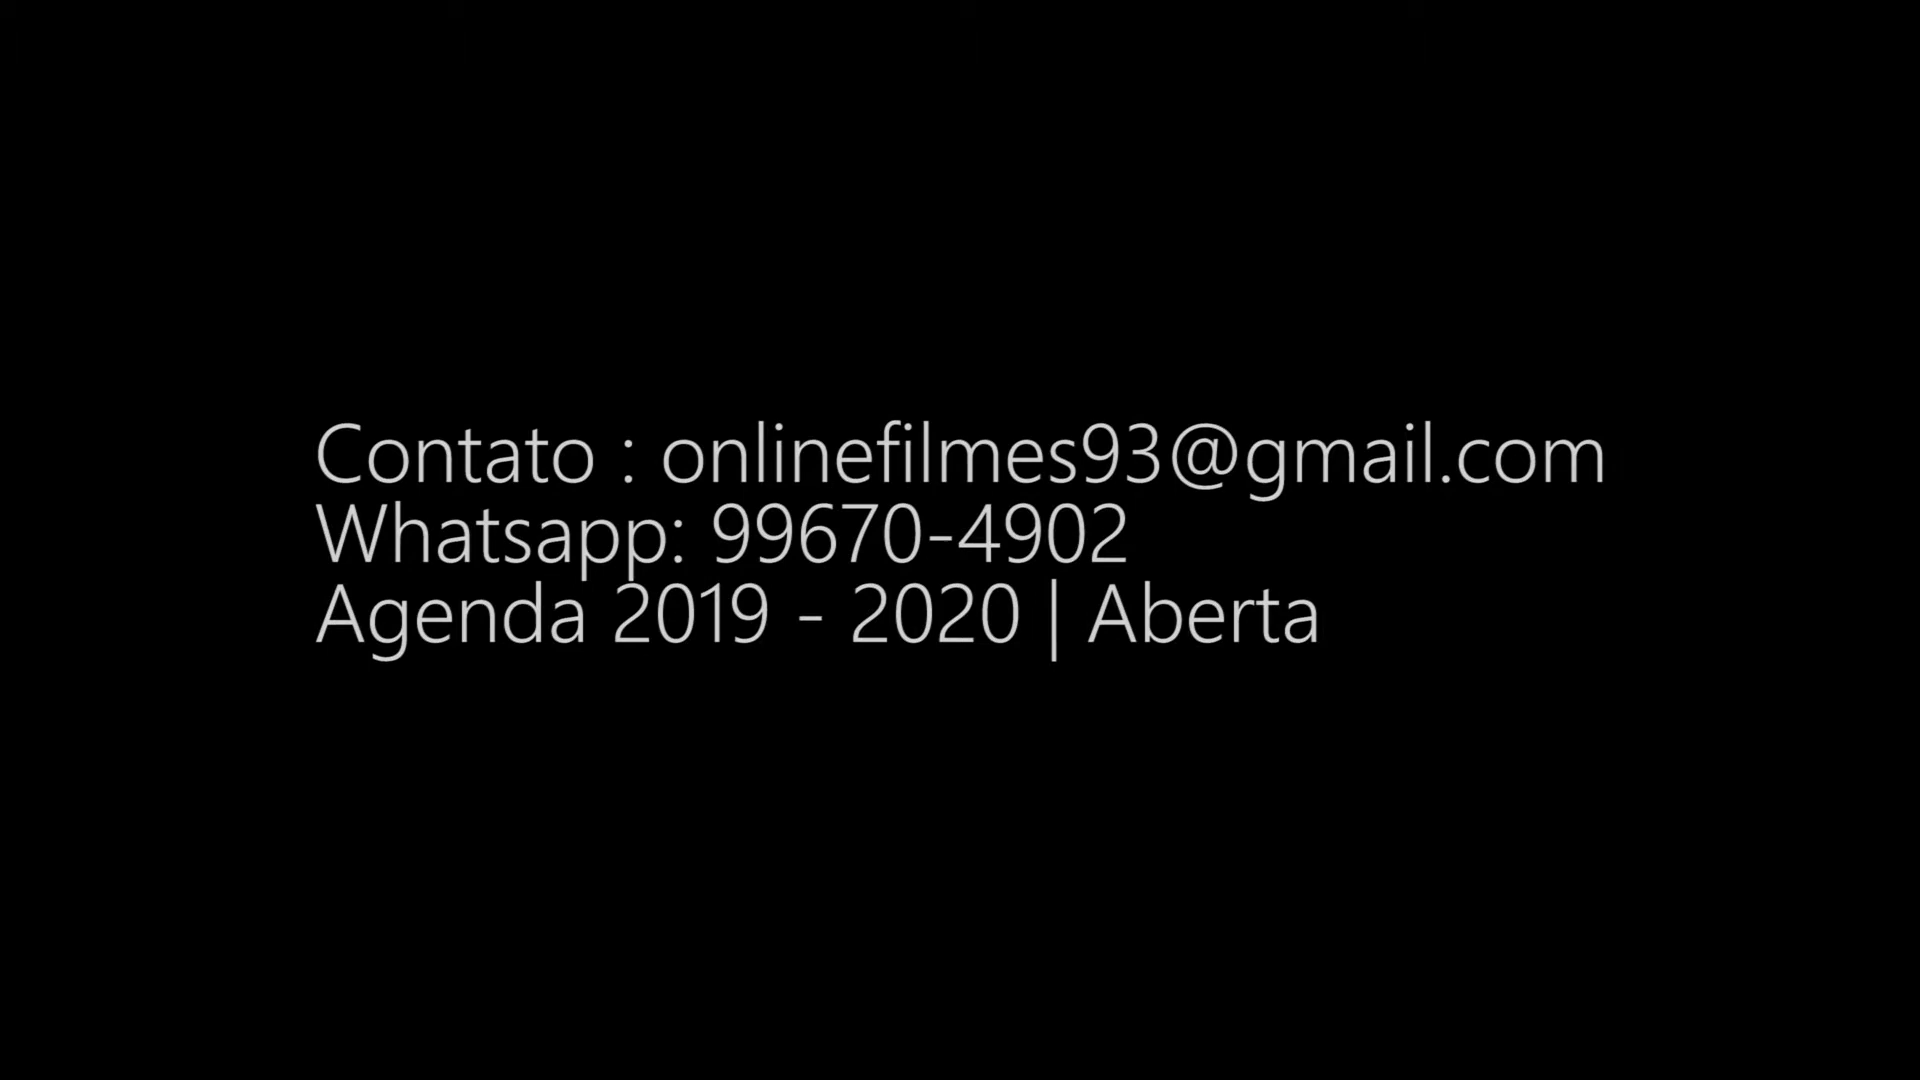 Contato : onlinefilmes93@gmail.com
Whatsapp: 99670-4902
Agenda 2019 - 2020 | Aberta